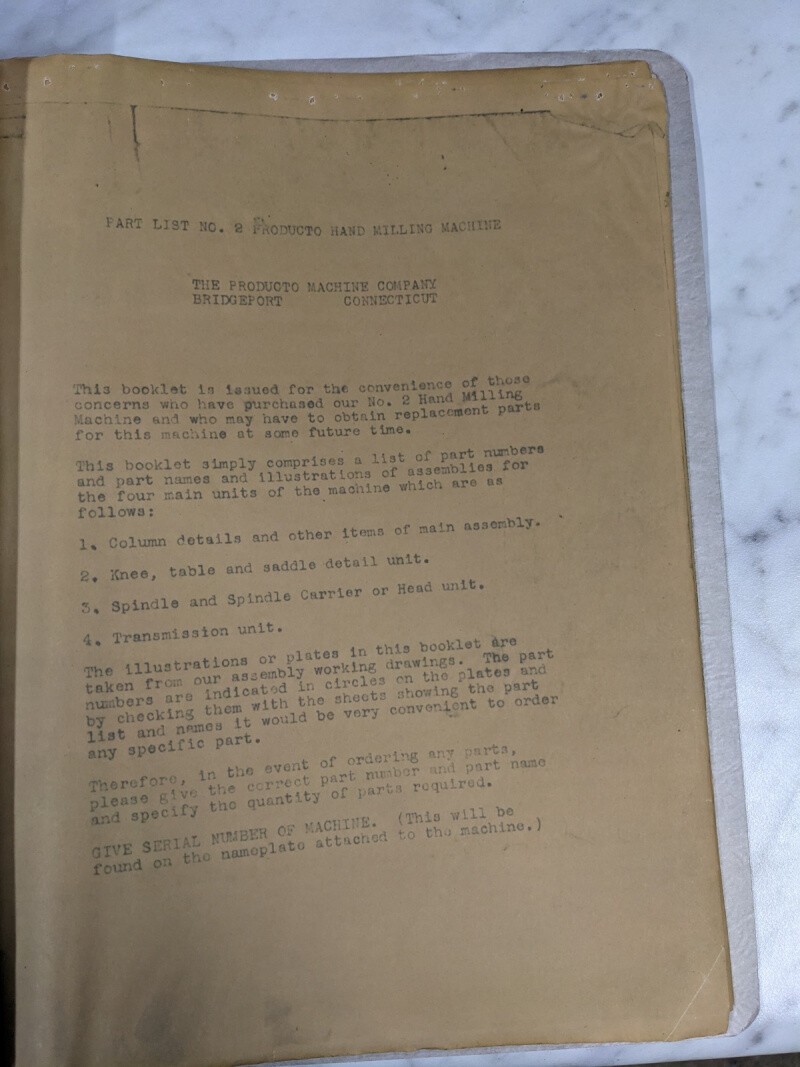 PART LIST NO. 2 PRODUCTO HAND MILLING MACHINE
THE PRODUCTO MACHINE COMPANY
BRIDGEPORT CONNECTICUT
This booklet is issued for the convenience of those
concerns who have purchased our No. 2 Hand Milling
Machine and who may have to obtain replacement parts
for this machine at some future time.
This booklet simply comprises a list of part numbers
and part names and illustrations of assemblies for
the four main units of the machine which are as
follows:
1. Column details and other items of main assembly.
2. Knee, table and saddle detail unit.
3. Spindle and Spindle Carrier or Head unit.
4. Transmission unit.
The illustrations or plates in this booklet are
taken from our assembly working drawings. The part
numbers are indicated in circles on the plates and
by checking them with the sheets showing the part
list and names it would be very convenient to order
any specific part.
Therefore, in the event of ordering any parts,
please give the correct part number and part name
and specify the quantity of parts required.
GIVE SERIAL NUMBER OF MACHINE. (This will be
found on the nameplate attached to the machine.)